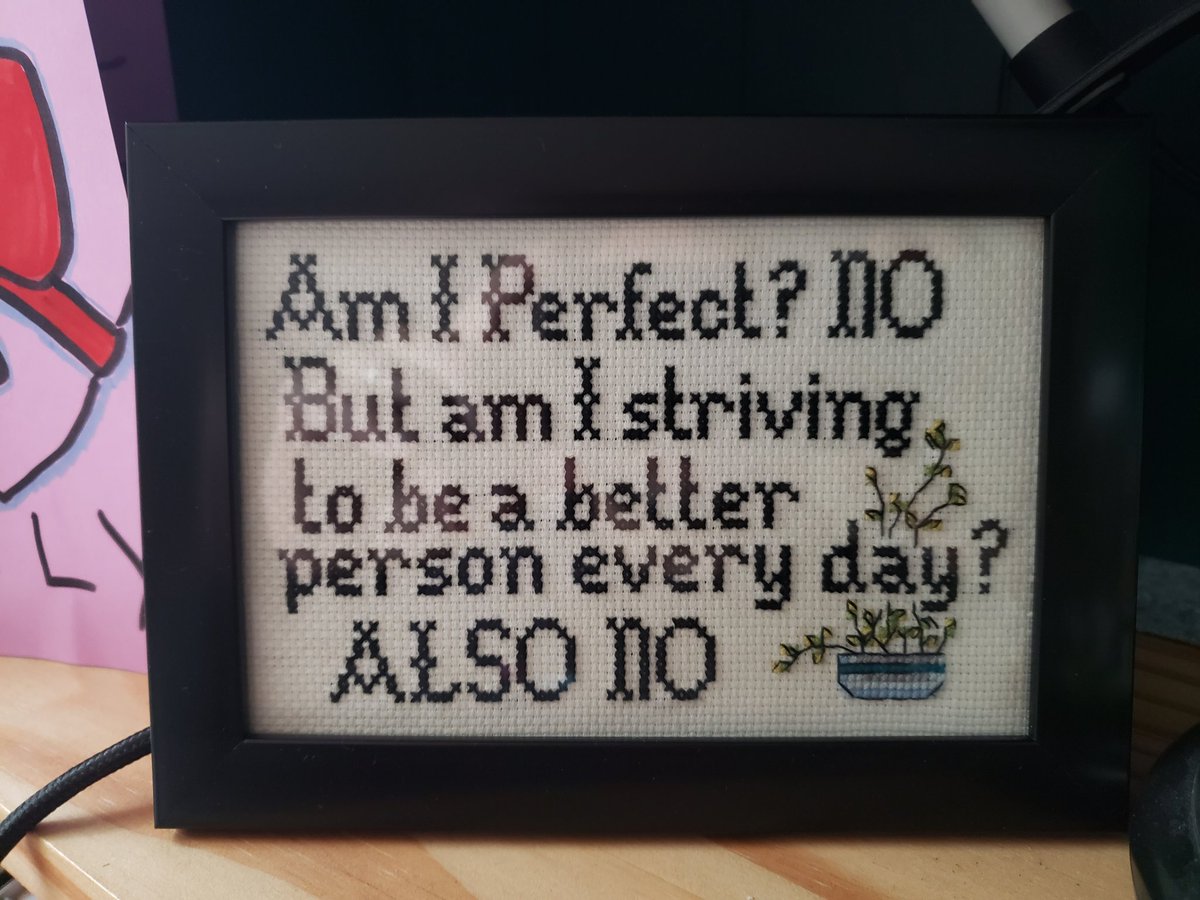 Am I Perfect? NO
But am I striving
to be a better
person every day?
ALSO NO